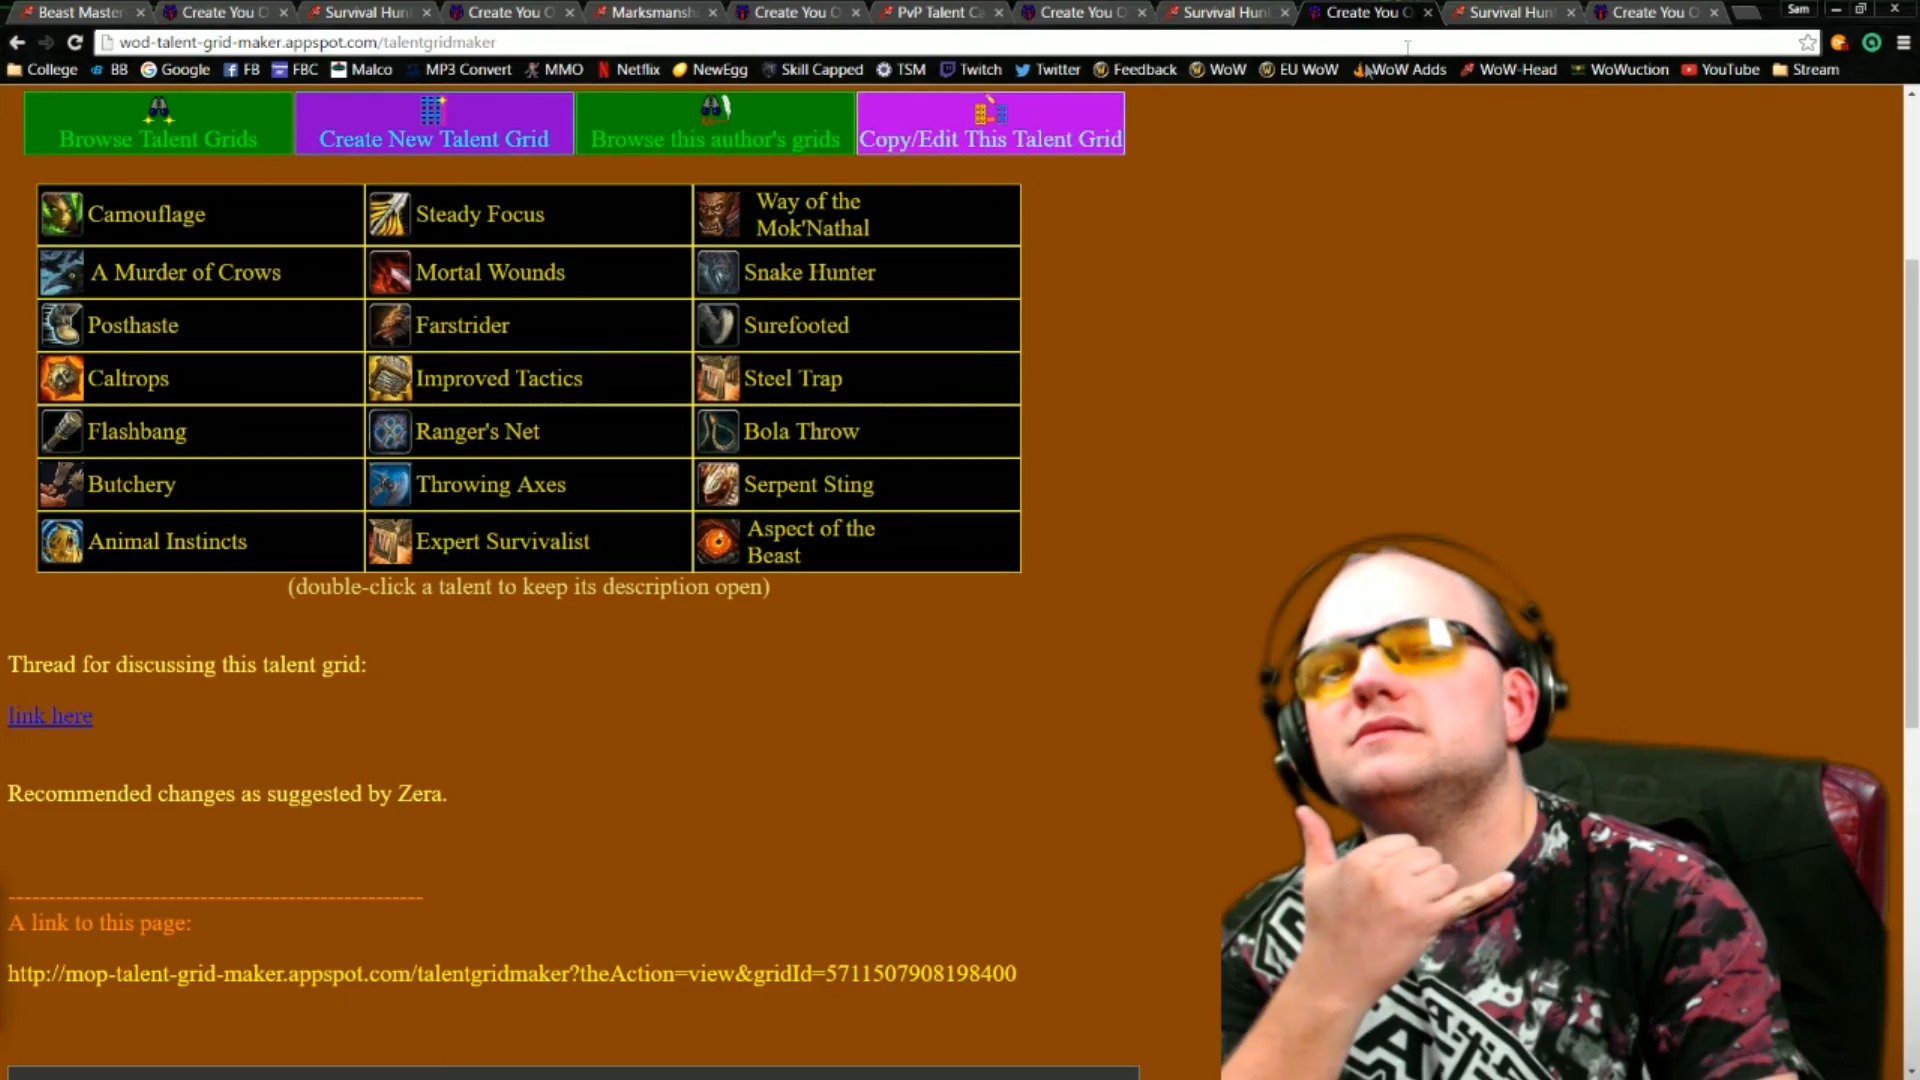 Beast Master
Create You O
Survival Hun
Create You O
Marksmansh
Create You O
PvP Talent Ca
Create You O
Survival Hun
Create You O
Survival Hun
Create You O
Sam
wod-talent-grid-maker.appspot.com/talentgridmaker
College BB Google FB FBC Malco MP3 Convert MMO Netflix NewEgg Skill Capped TSM Twitch Twitter Feedback WoW EU WoW WoW Adds WoW-Head WoWuction YouTube Stream
Browse Talent Grids
Create New Talent Grid
Browse this author's grids
Copy/Edit This Talent Grid
Camouflage
Steady Focus
Way of the
Mok'Nathal
A Murder of Crows
Mortal Wounds
Snake Hunter
Posthaste
Farstrider
Surefooted
Caltrops
Improved Tactics
Steel Trap
Flashbang
Ranger's Net
Bola Throw
Butchery
Throwing Axes
Serpent Sting
Animal Instincts
Expert Survivalist
Aspect of the
Beast
(double-click a talent to keep its description open)
Thread for discussing this talent grid:
link here
Recommended changes as suggested by Zera.
----------------------------------------------------
A link to this page:
http://mop-talent-grid-maker.appspot.com/talentgridmaker?theAction=view&gridId=5711507908198400